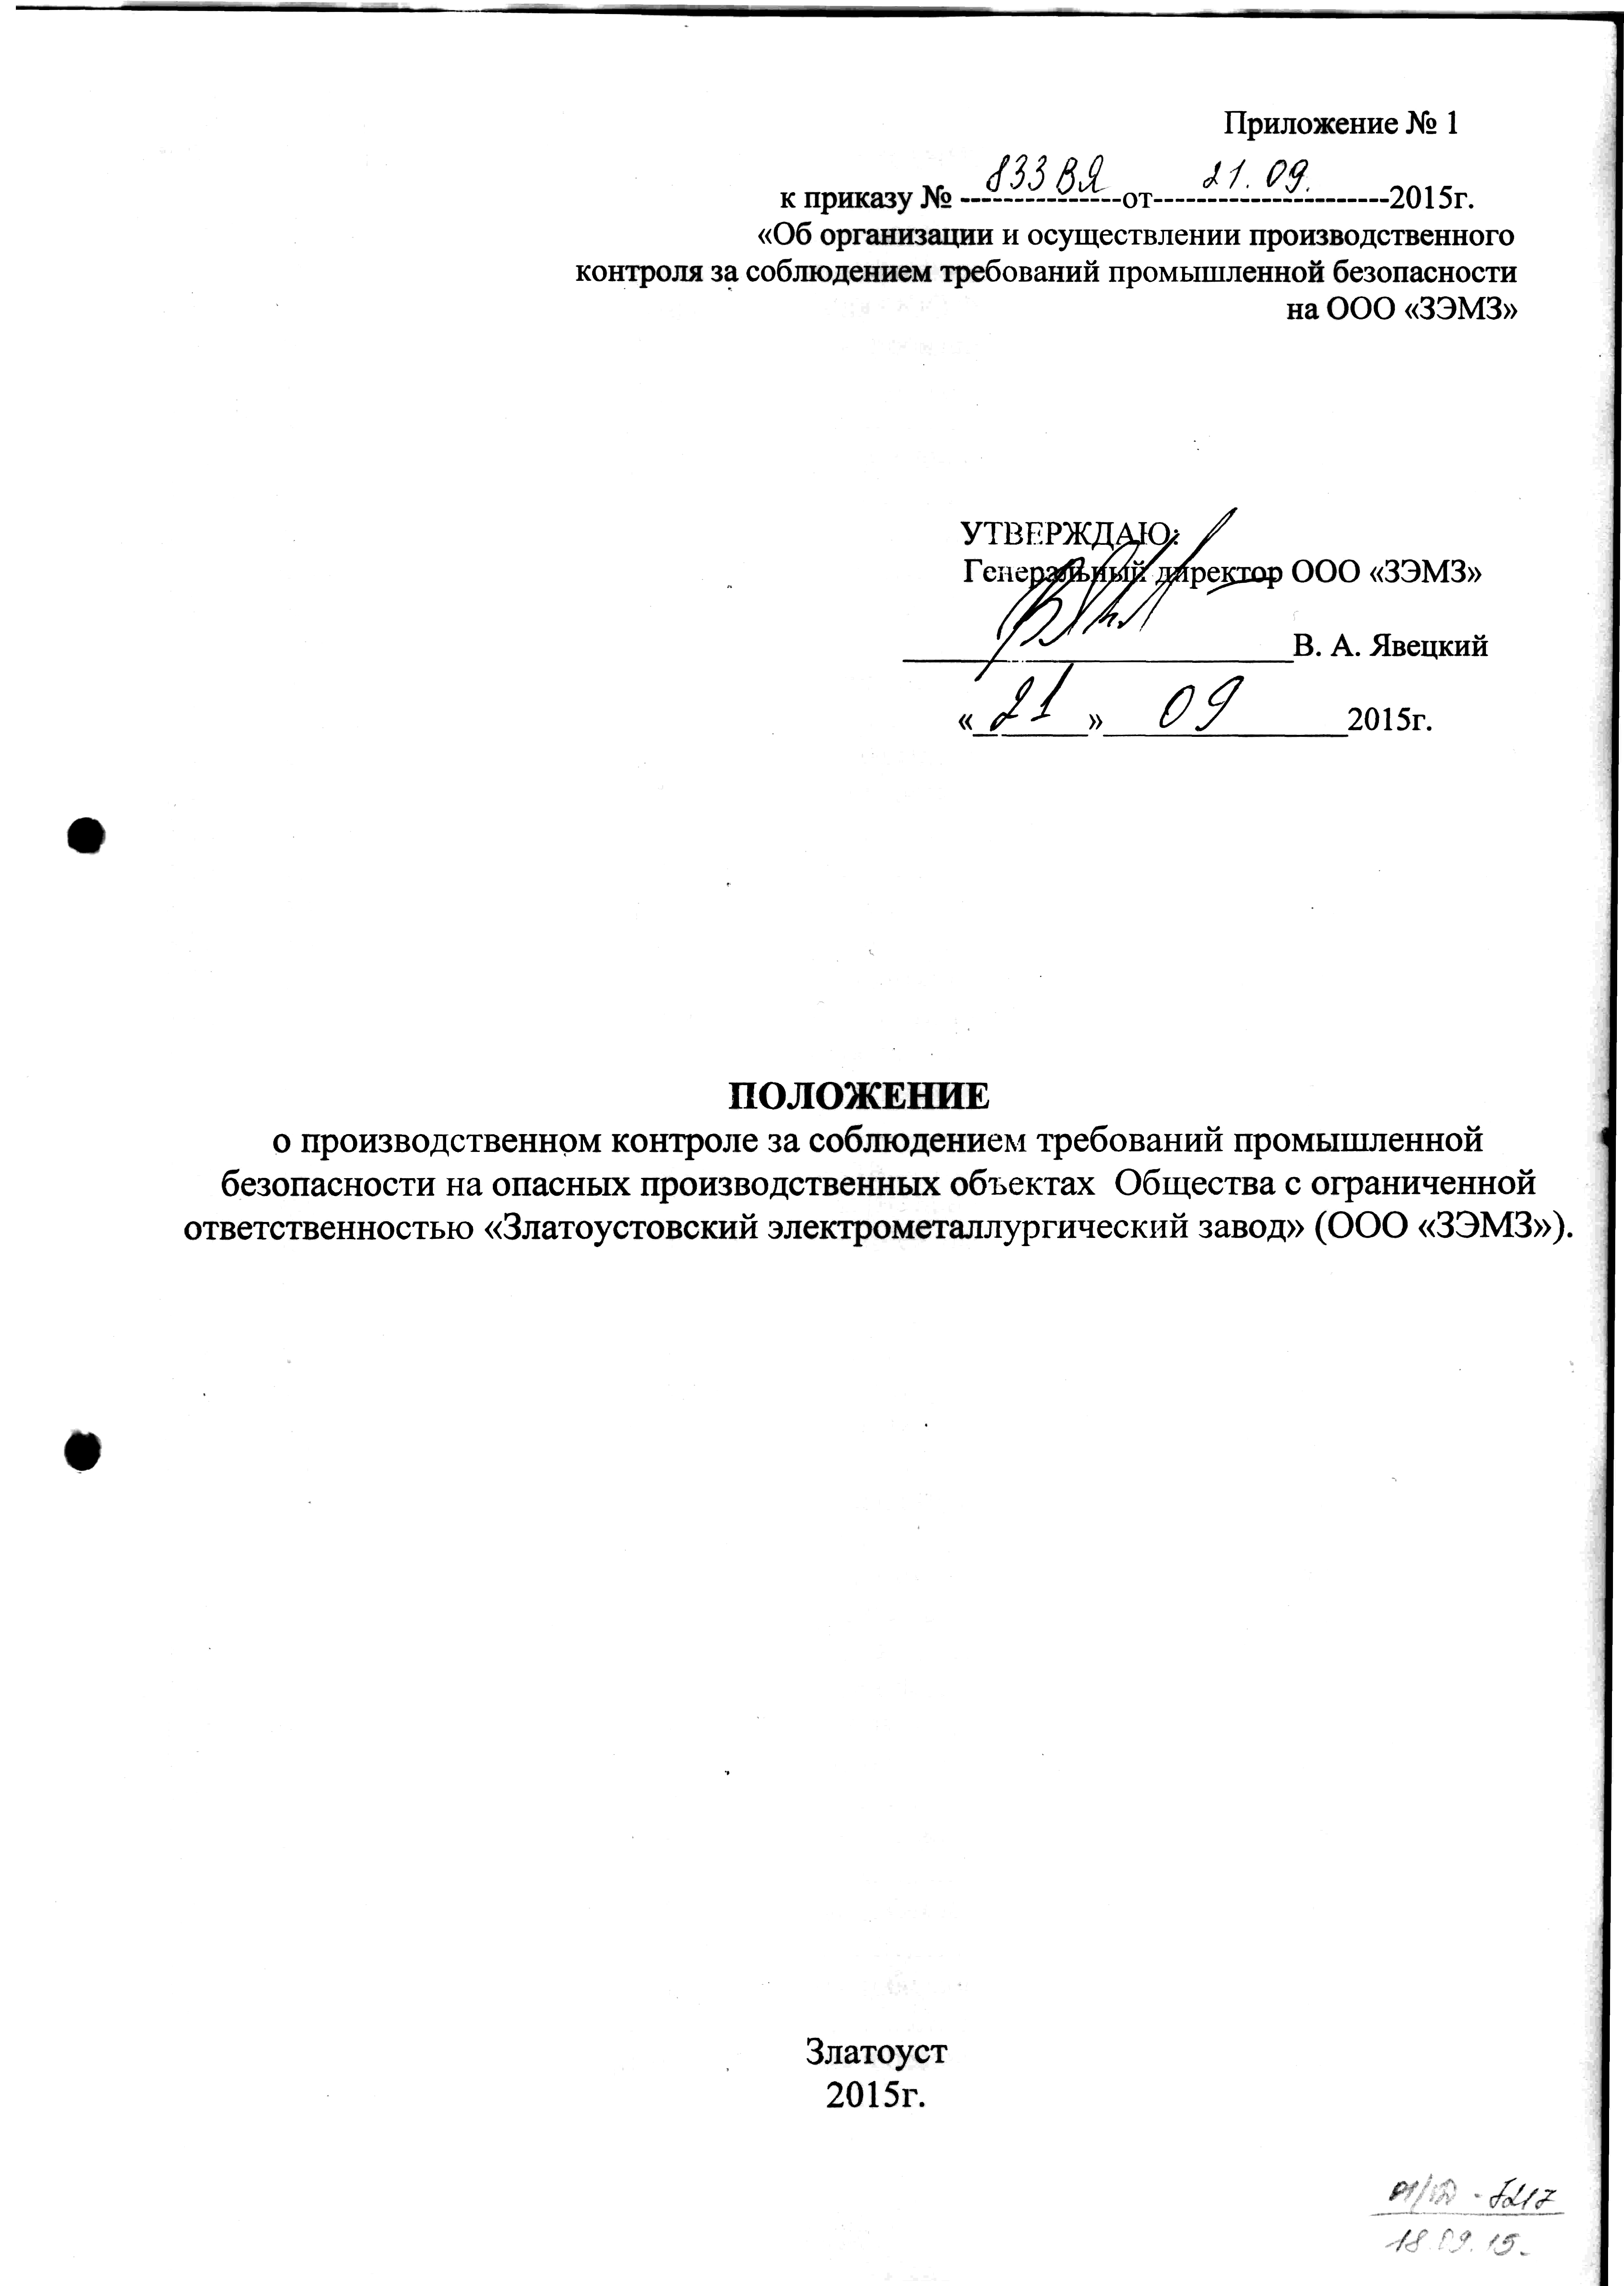 Приложение № 1
к приказу № 833 ВЯ от 21. 09. 2015г.
«Об организации и осуществлении производственного
контроля за соблюдением требований промышленной безопасности
на ООО «ЗЭМЗ»
УТВЕРЖДАЮ:
Генеральный директор ООО «ЗЭМЗ»
В. А. Явецкий
«21» 09 2015г.
ПОЛОЖЕНИЕ
о производственном контроле за соблюдением требований промышленной
безопасности на опасных производственных объектах Общества с ограниченной
ответственностью «Златоустовский электрометаллургический завод» (ООО «ЗЭМЗ»).
Златоуст
2015г.
18.09.15.